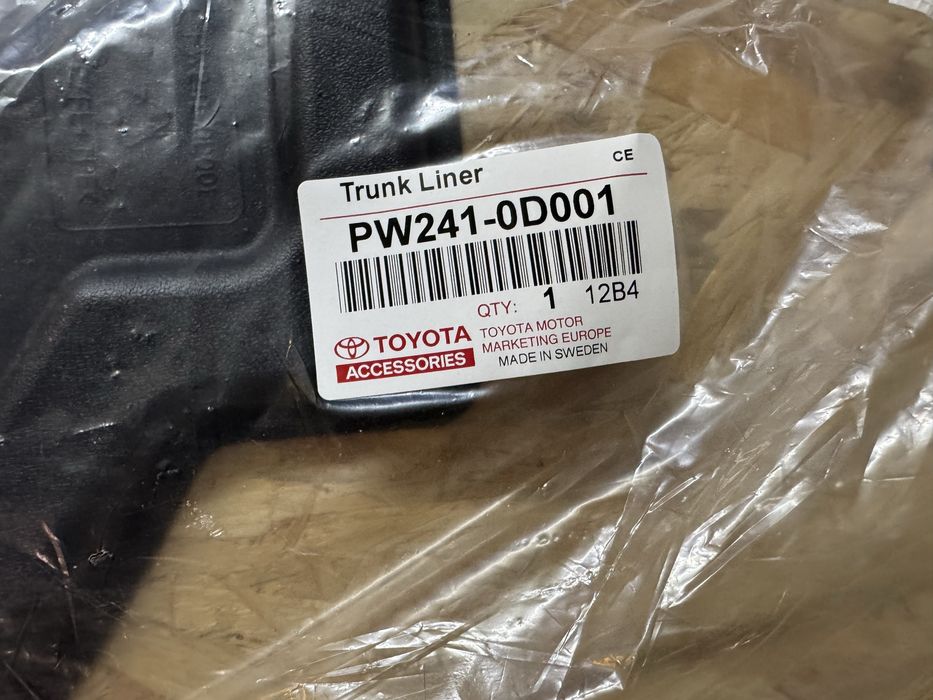 Trunk Liner
CE
PW241-0D001
QTY: 1 12B4
TOYOTA
ACCESSORIES
TOYOTA MOTOR
MARKETING EUROPE
MADE IN SWEDEN